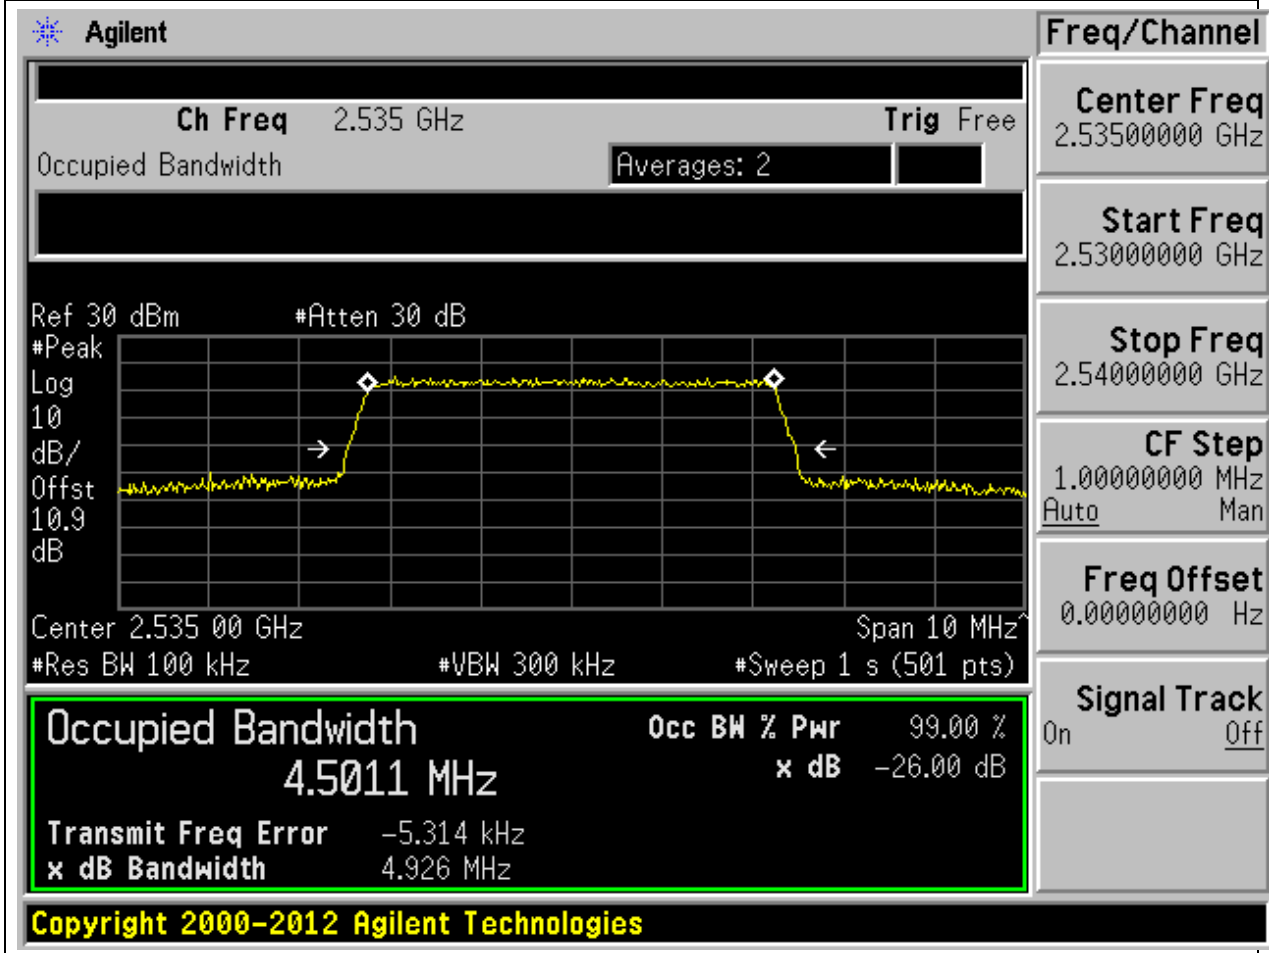 Agilent
Freq/Channel
Ch Freq 2.535 GHz Trig Free
Occupied Bandwidth Averages: 2
Center Freq
2.53500000 GHz
Start Freq
2.53000000 GHz
Stop Freq
2.54000000 GHz
CF Step
1.00000000 MHz
Auto Man
Freq Offset
0.00000000 Hz
Signal Track
On Off
Ref 30 dBm #Atten 30 dB
#Peak
Log
10
dB/
Offst
10.9
dB
Center 2.535 00 GHz Span 10 MHz^
#Res BW 100 kHz #VBW 300 kHz #Sweep 1 s (501 pts)
Occupied Bandwidth Occ BW % Pwr 99.00 %
4.5011 MHz x dB -26.00 dB
Transmit Freq Error -5.314 kHz
x dB Bandwidth 4.926 MHz
Copyright 2000-2012 Agilent Technologies